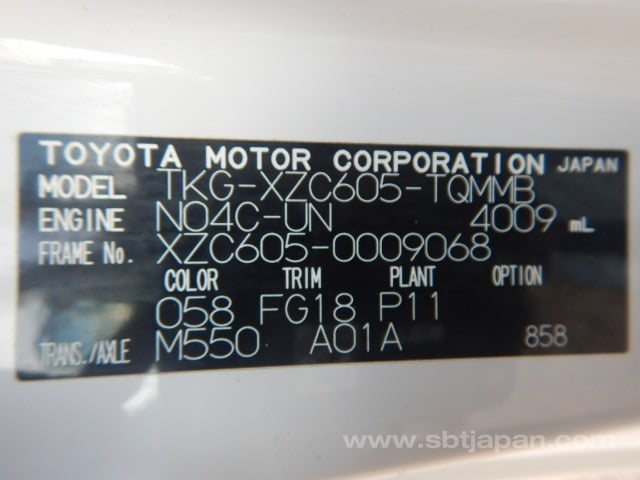 TOYOTA MOTOR CORPORATION JAPAN
MODEL TKG-XZC605-TQMMB
ENGINE N04C-UN 4009 mL
FRAME No. XZC605-0009068
COLOR TRIM PLANT OPTION
058 FG18 P11
TRANS./AXLE M550 A01A 858
www.sbtjapan.com